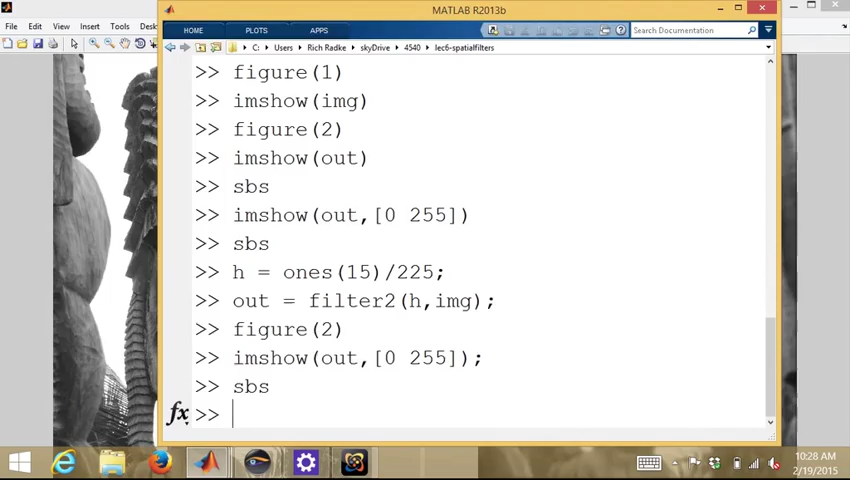 MATLAB R2013b
File Edit View Insert Tools Desk
HOME PLOTS APPS Search Documentation
C: Users Rich Radke skyDrive 4540 lec6-spatialfilters
>> figure(1)
>> imshow(img)
>> figure(2)
>> imshow(out)
>> sbs
>> imshow(out,[0 255])
>> sbs
>> h = ones(15)/225;
>> out = filter2(h,img);
>> figure(2)
>> imshow(out,[0 255]);
>> sbs
fx >>
10:28 AM
2/19/2015